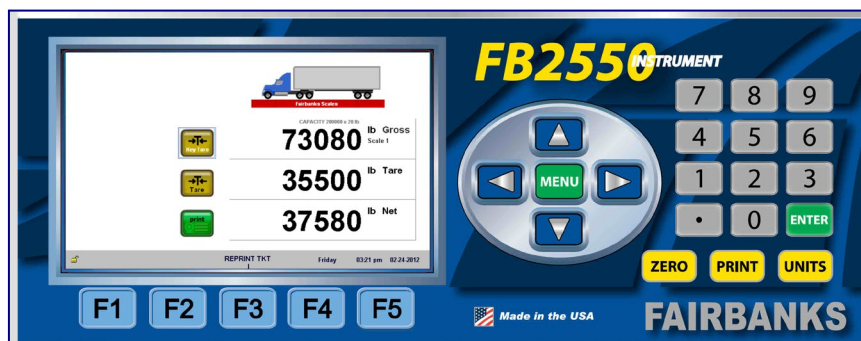 FB2550
INSTRUMENT
Fairbanks Scales
CAPACITY 200000 x 20 lb
73080 lb Gross
Scale 1
Key Tare
35500 lb Tare
Tare
37580 lb Net
print
REPRINT TKT Friday 03:21 pm 02-24-2012
F1 F2 F3 F4 F5
7 8 9
4 5 6
MENU
1 2 3
. 0 ENTER
ZERO PRINT UNITS
Made in the USA
FAIRBANKS